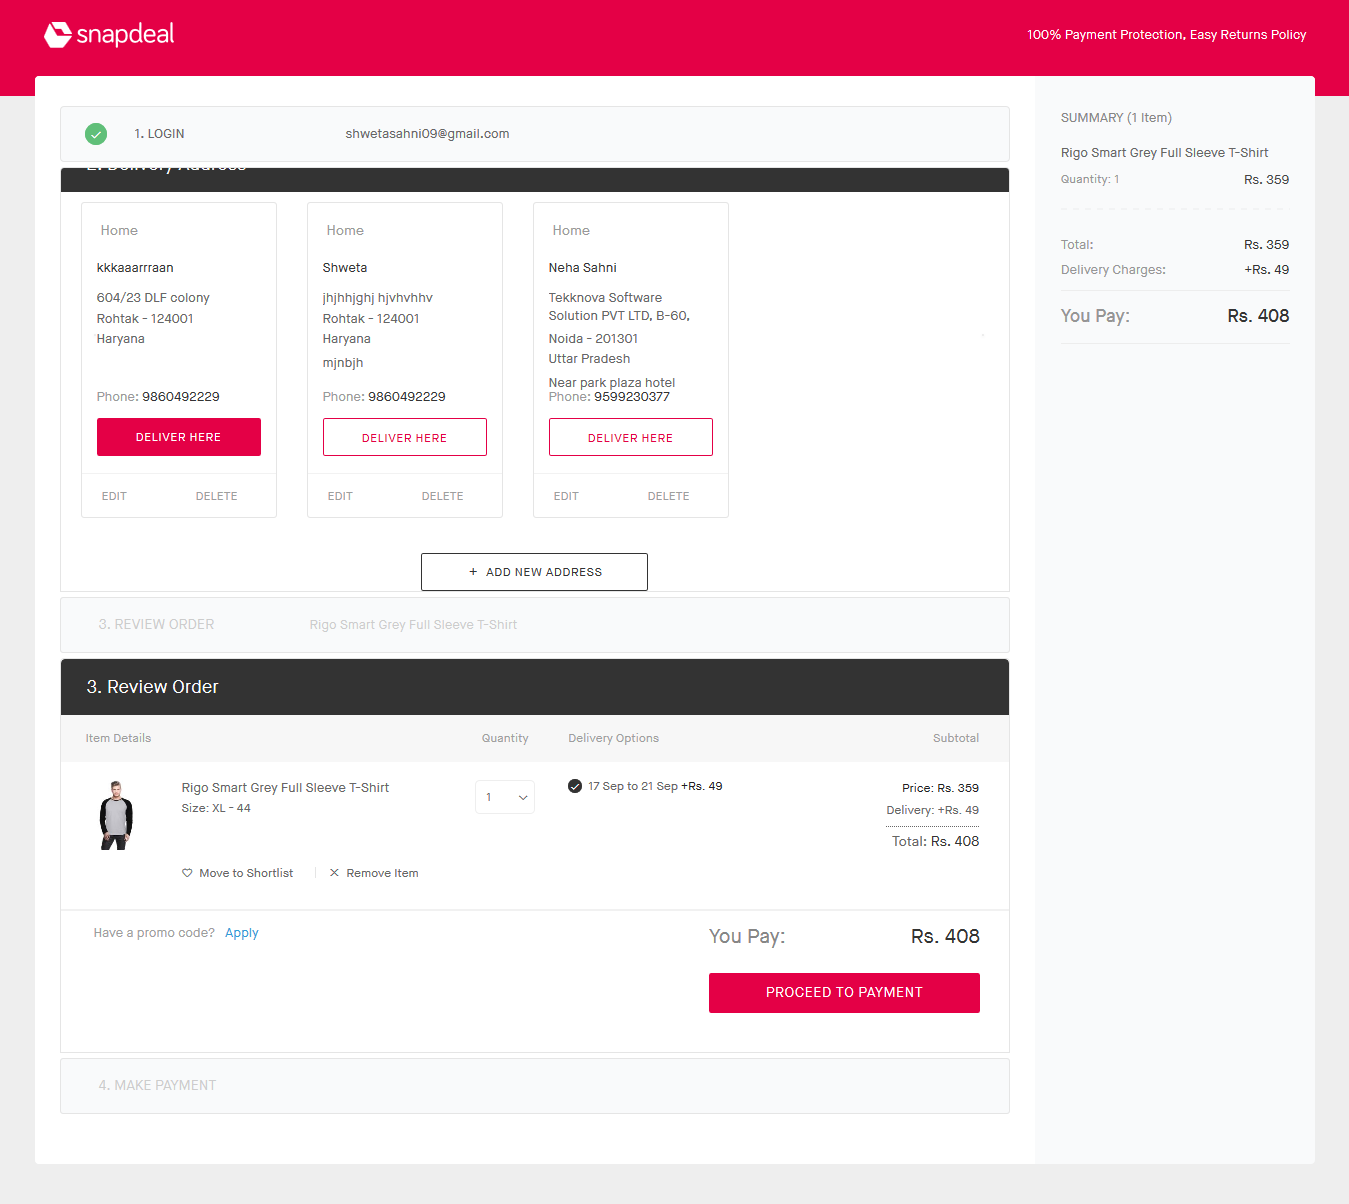 snapdeal
100% Payment Protection, Easy Returns Policy
1. LOGIN
shwetasahni09@gmail.com
2. Delivery Address
Home
kkkaaarrraan
604/23 DLF colony
Rohtak - 124001
Haryana
Phone: 9860492229
DELIVER HERE
EDIT DELETE
Home
Shweta
jhjhhjghj hjvhvhhv
Rohtak - 124001
Haryana
mjnbjh
Phone: 9860492229
DELIVER HERE
EDIT DELETE
Home
Neha Sahni
Tekknova Software
Solution PVT LTD, B-60,
Noida - 201301
Uttar Pradesh
Near park plaza hotel
Phone: 9599230377
DELIVER HERE
EDIT DELETE
+ ADD NEW ADDRESS
3. REVIEW ORDER
Rigo Smart Grey Full Sleeve T-Shirt
3. Review Order
Item Details Quantity Delivery Options Subtotal
Rigo Smart Grey Full Sleeve T-Shirt
Size: XL - 44
1
17 Sep to 21 Sep +Rs. 49
Price: Rs. 359
Delivery: +Rs. 49
Total: Rs. 408
Move to Shortlist
Remove Item
Have a promo code? Apply
You Pay: Rs. 408
PROCEED TO PAYMENT
4. MAKE PAYMENT
SUMMARY (1 Item)
Rigo Smart Grey Full Sleeve T-Shirt
Quantity: 1 Rs. 359
Total: Rs. 359
Delivery Charges: +Rs. 49
You Pay: Rs. 408